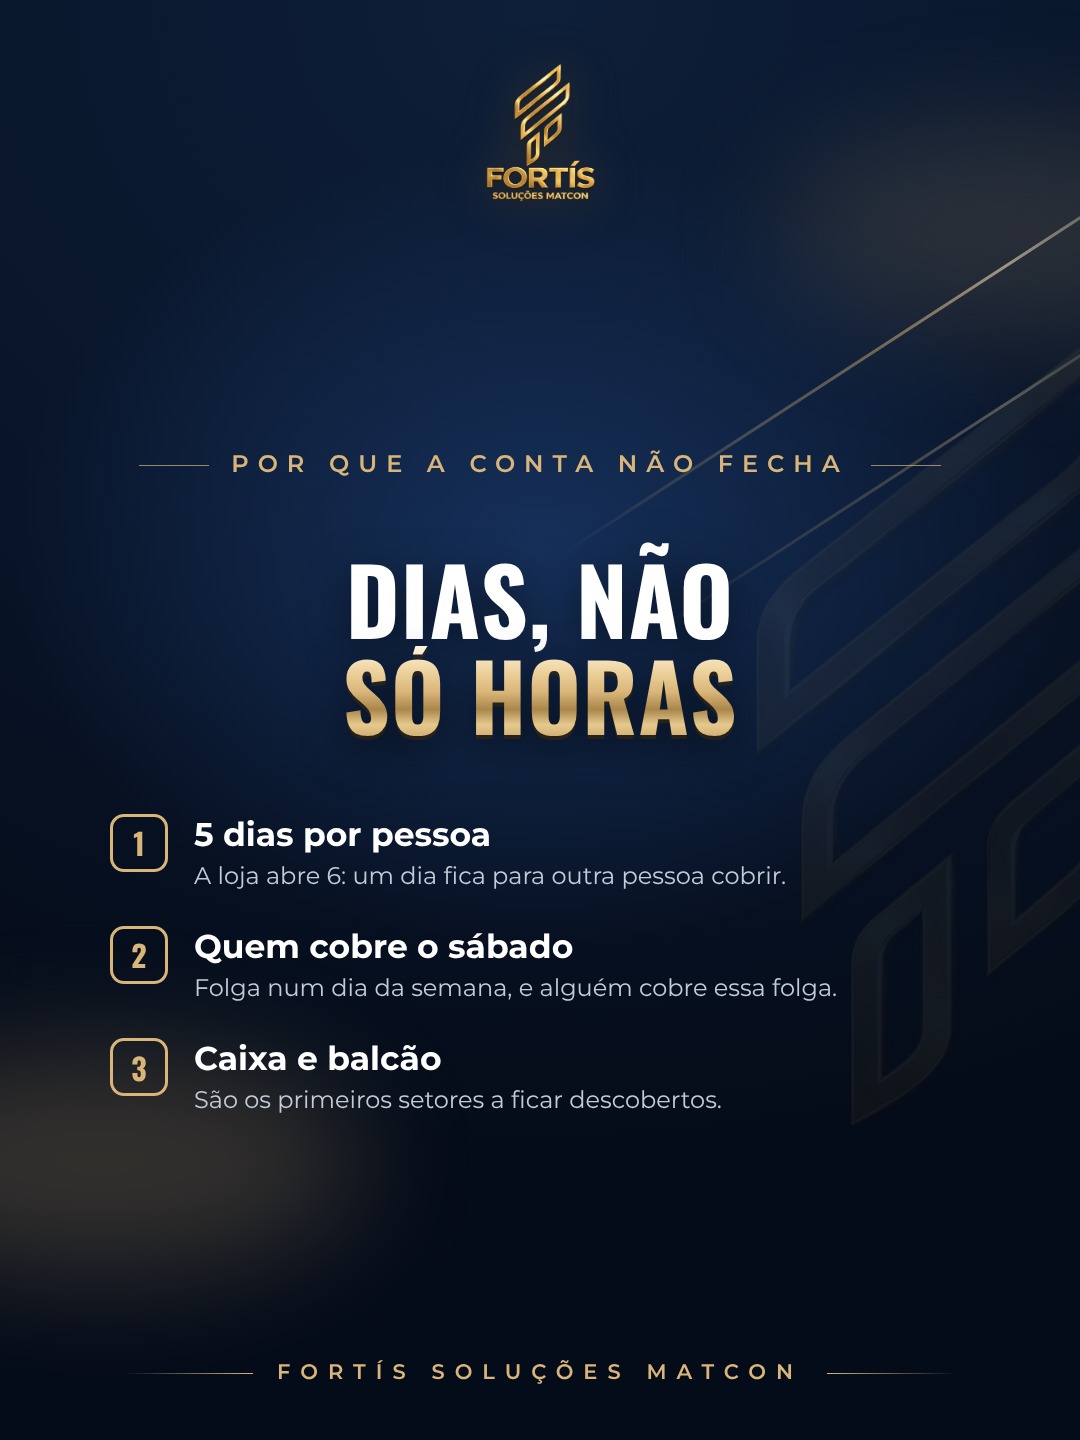 FORTÍS
SOLUÇÕES MATCON
POR QUE A CONTA NÃO FECHA
DIAS, NÃO
SÓ HORAS
1
5 dias por pessoa
A loja abre 6: um dia fica para outra pessoa cobrir.
2
Quem cobre o sábado
Folga num dia da semana, e alguém cobre essa folga.
3
Caixa e balcão
São os primeiros setores a ficar descobertos.
FORTÍS SOLUÇÕES MATCON